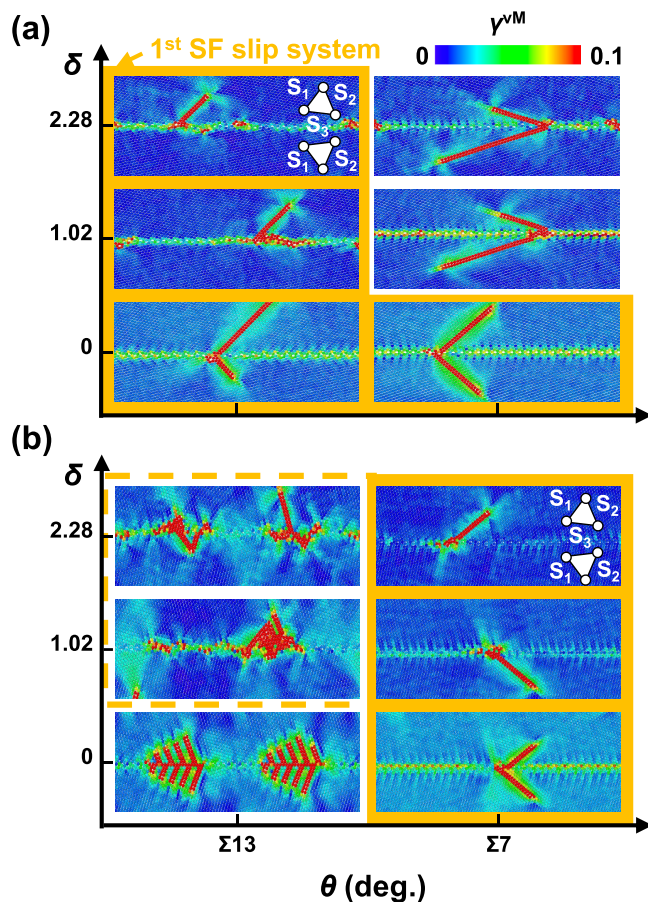 (a)
1st SF slip system
γvM
0 0.1
δ
2.28
S1 S2
S3
S1 S2
1.02
0
(b)
δ
2.28
S1 S2
S3
S1 S2
1.02
0
Σ13 Σ7
θ (deg.)